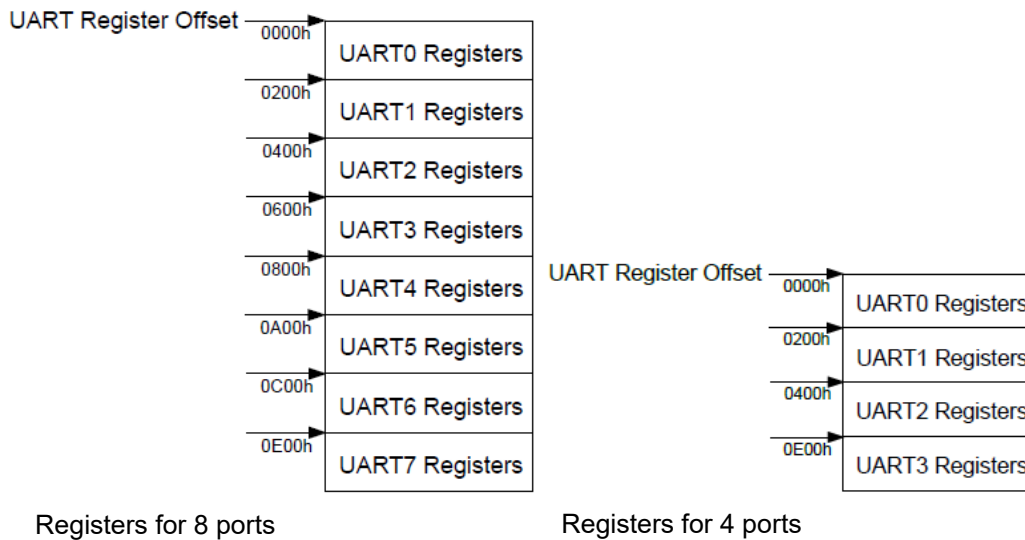 UART Register Offset
0000h
UART0 Registers
0200h
UART1 Registers
0400h
UART2 Registers
0600h
UART3 Registers
0800h
UART4 Registers
0A00h
UART5 Registers
0C00h
UART6 Registers
0E00h
UART7 Registers
Registers for 8 ports
UART Register Offset
0000h
UART0 Registers
0200h
UART1 Registers
0400h
UART2 Registers
0E00h
UART3 Registers
Registers for 4 ports